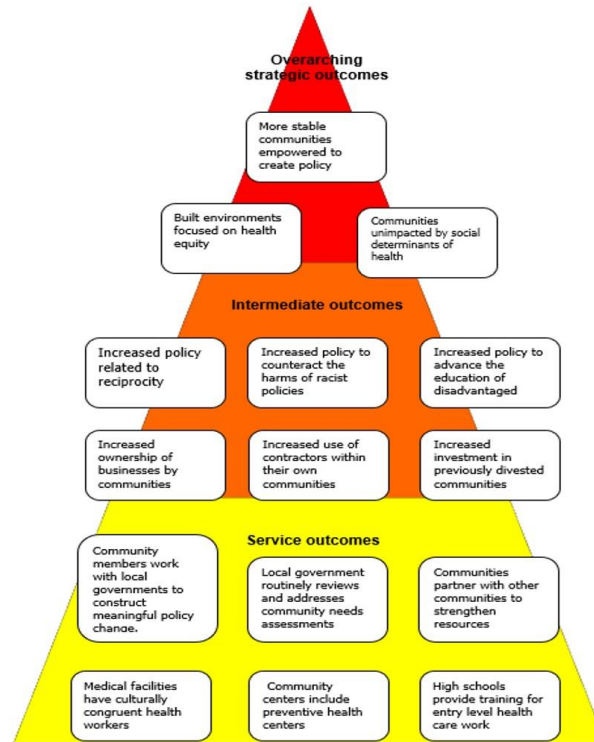 Overarching
strategic outcomes
More stable
communities
empowered to
create policy
Built environments
focused on health
equity
Communities
unimpacted by social
determinants of
health
Intermediate outcomes
Increased policy
related to
reciprocity
Increased policy to
counteract the
harms of racist
policies
Increased policy to
advance the
education of
disadvantaged
Increased
ownership of
businesses by
communities
Increased use of
contractors within
their own
communities
Increased
investment in
previously divested
communities
Service outcomes
Community
members work
with local
governments to
construct
meaningful policy
change.
Local government
routinely reviews
and addresses
community needs
assessments
Communities
partner with other
communities to
strengthen
resources
Medical facilities
have culturally
congruent health
workers
Community
centers include
preventive health
centers
High schools
provide training for
entry level health
care work